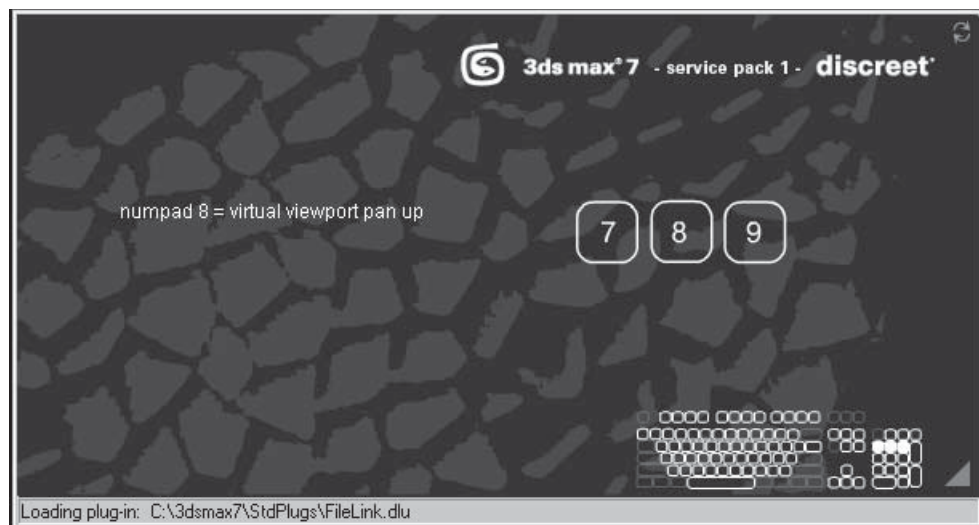 3ds max® 7 - service pack 1 - discreet®
numpad 8 = virtual viewport pan up
7 8 9
Loading plug-in: C:\3dsmax7\StdPlugs\FileLink.dlu